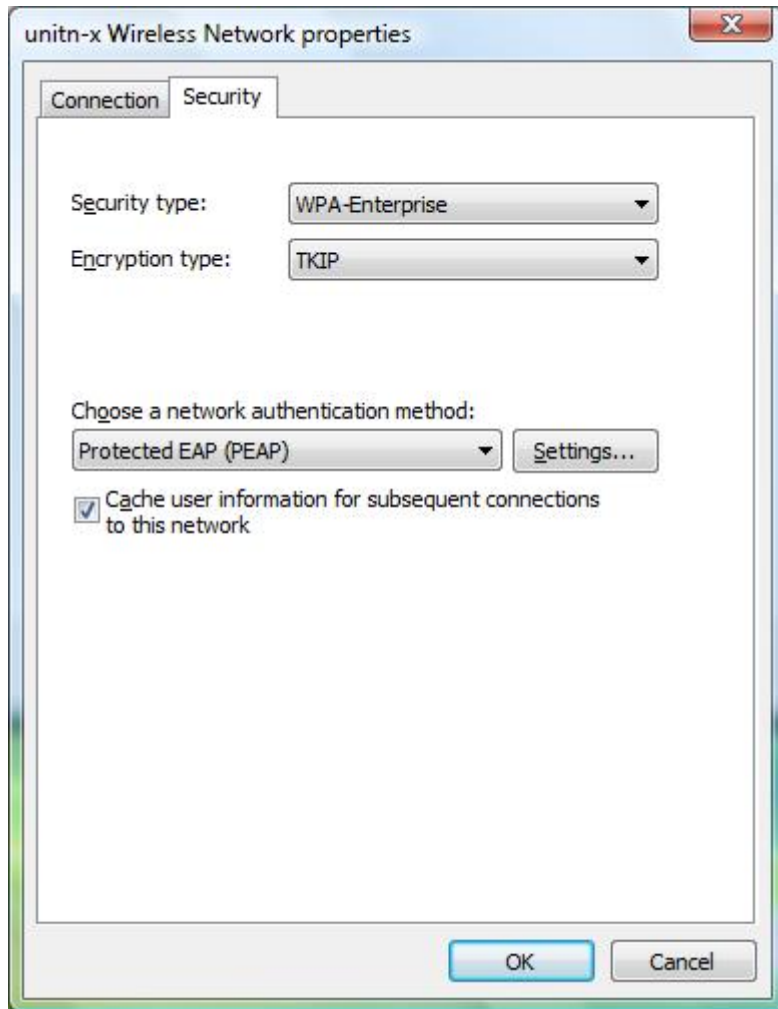 unitn-x Wireless Network properties
Connection
Security
Security type:
WPA-Enterprise
Encryption type:
TKIP
Choose a network authentication method:
Protected EAP (PEAP)
Settings...
Cache user information for subsequent connections
to this network
OK
Cancel